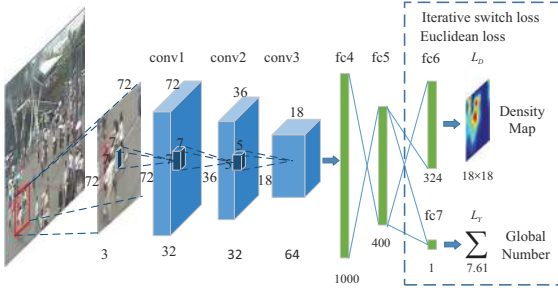 Iterative switch loss
Euclidean loss
conv1 conv2 conv3 fc4 fc5 fc6 L_D
72 72 36 18
7 7 5
7 7 5
72 72 36 18
Density
Map
324 18×18
fc7 L_Y
400
Global
Number
3 32 32 64 1000 1 7.61
∑